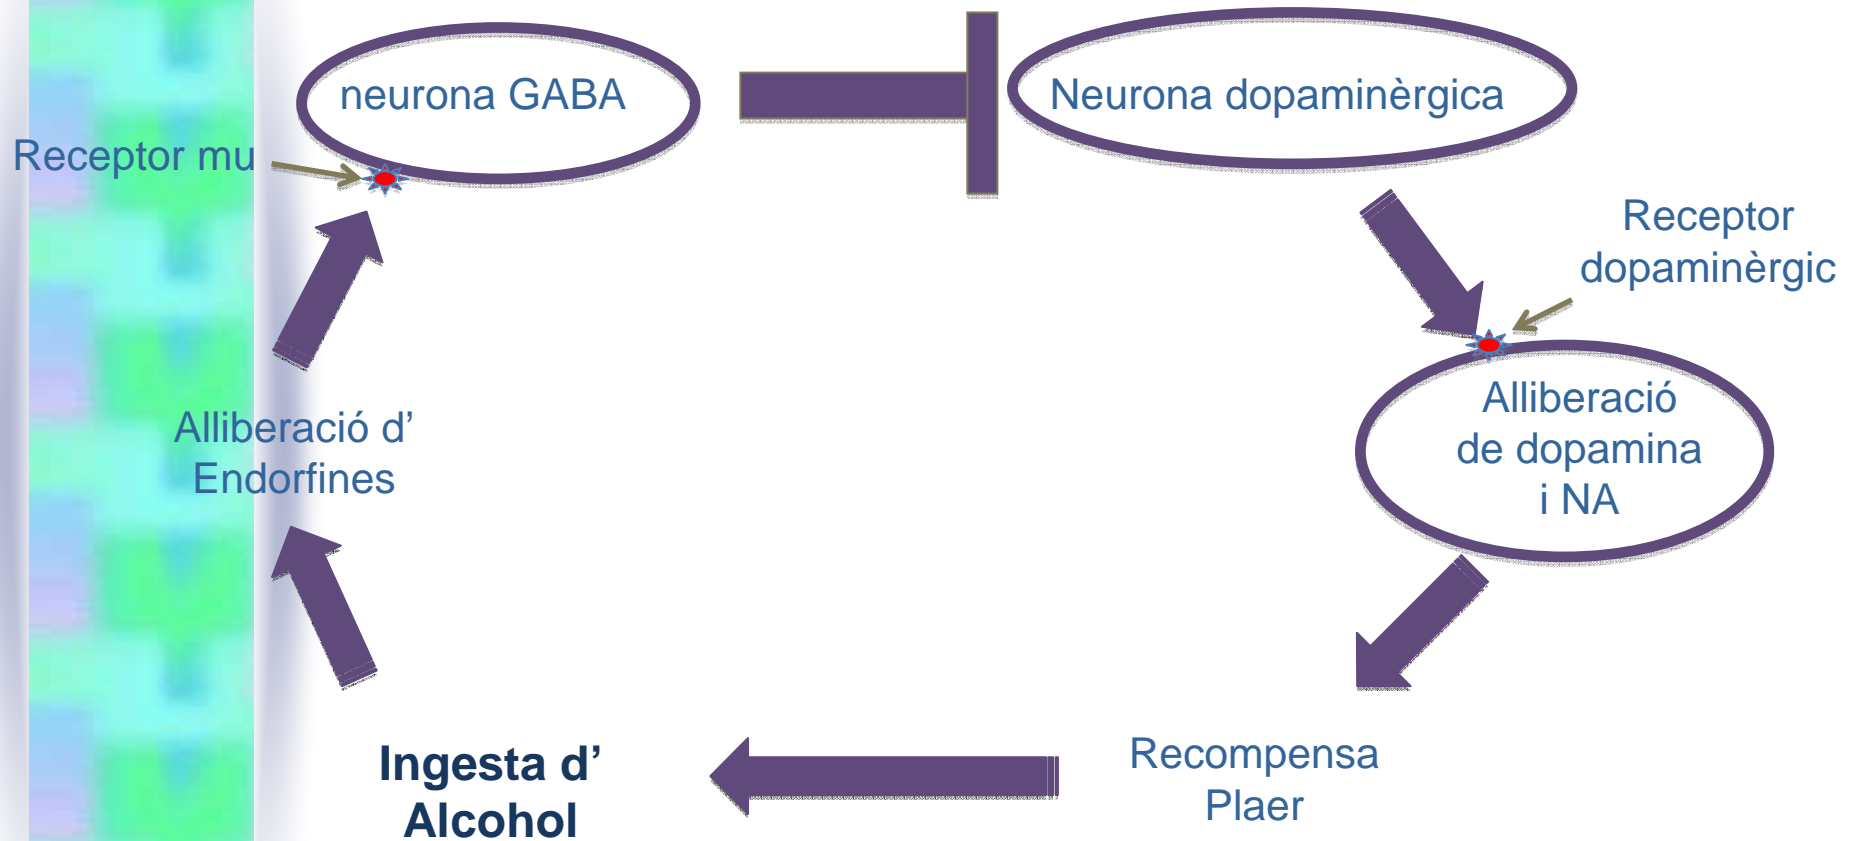 neurona GABA
Neurona dopaminèrgica
Receptor mu
Receptor
dopaminèrgic
Alliberació
de dopamina
i NA
Alliberació d’
Endorfines
Recompensa
Plaer
Ingesta d’
Alcohol